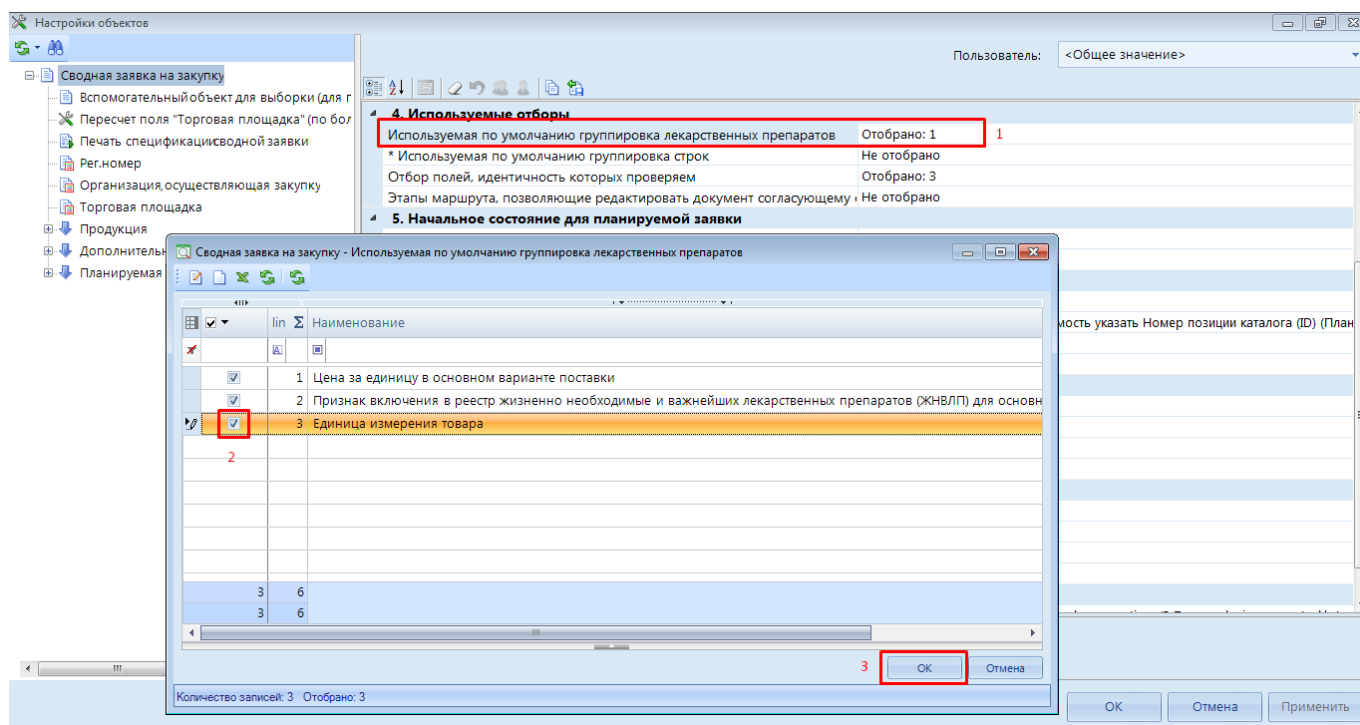 Настройки объектов
Пользователь: <Общее значение>
Сводная заявка на закупку
Вспомогательный объект для выборки (для г
Пересчет поля "Торговая площадка" (по бол
Печать спецификациисводной заявки
Рег.номер
Организация,осуществляющая закупку
Торговая площадка
Продукция
Дополнительн
Планируемая
4. Используемые отборы
Используемая по умолчанию группировка лекарственных препаратов Отобрано: 1 1
* Используемая по умолчанию группировка строк Не отобрано
Отбор полей, идентичность которых проверяем Отобрано: 3
Этапы маршрута, позволяющие редактировать документ согласующему Не отобрано
5. Начальное состояние для планируемой заявки
Сводная заявка на закупку - Используемая по умолчанию группировка лекарственных препаратов
lin Σ Наименование
1 Цена за единицу в основном варианте поставки
2 Признак включения в реестр жизненно необходимые и важнейших лекарственных препаратов (ЖНВЛП) для основн
3 Единица измерения товара
2
3 6
3 6
3 ОК Отмена
Количество записей: 3 Отобрано: 3
мость указать Номер позиции каталога (ID) (План
ОК Отмена Применить